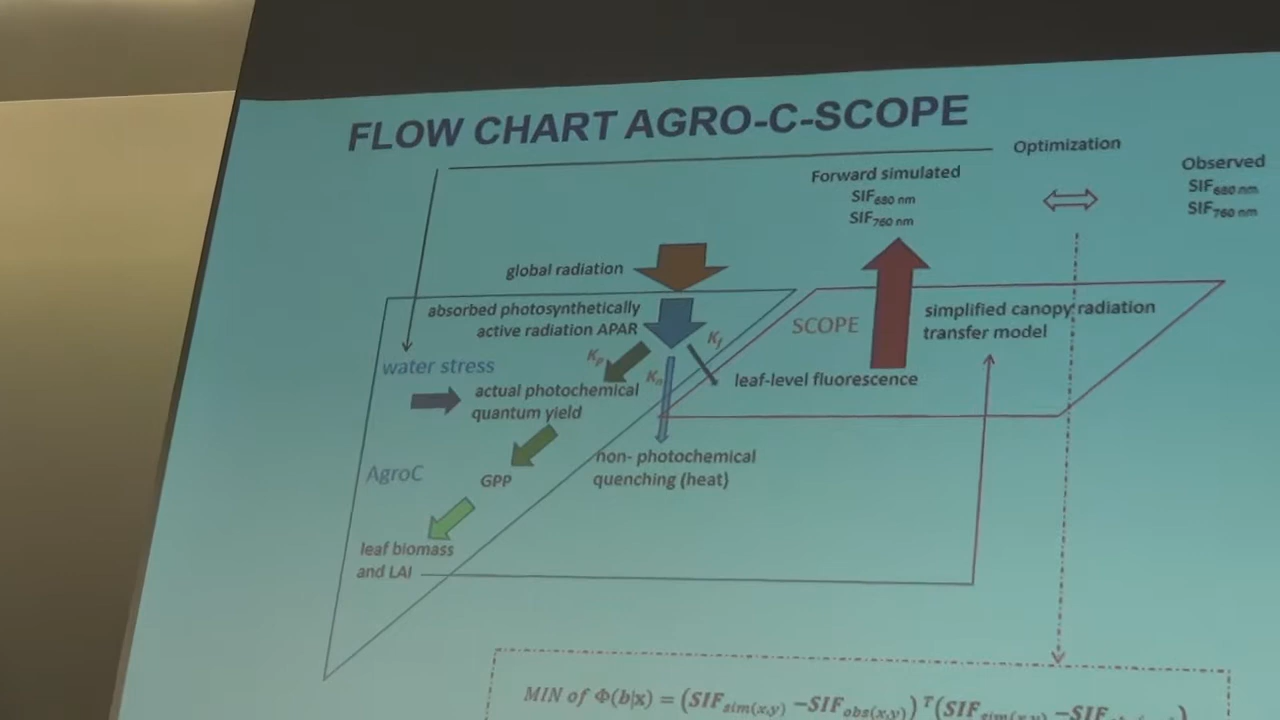 FLOW CHART AGRO-C-SCOPE
Optimization
Observed
SIF680 nm
SIF760 nm
Forward simulated
SIF680 nm
SIF760 nm
global radiation
absorbed photosynthetically
active radiation APAR
Kf
SCOPE
simplified canopy radiation
transfer model
Kp
Kn
water stress
leaf-level fluorescence
actual photochemical
quantum yield
non- photochemical
quenching (heat)
AgroC
GPP
leaf biomass
and LAI
MIN of Φ(b|x) = (SIFsim(x,y) −SIFobs(x,y))T(SIFsim(x,y) −SIF